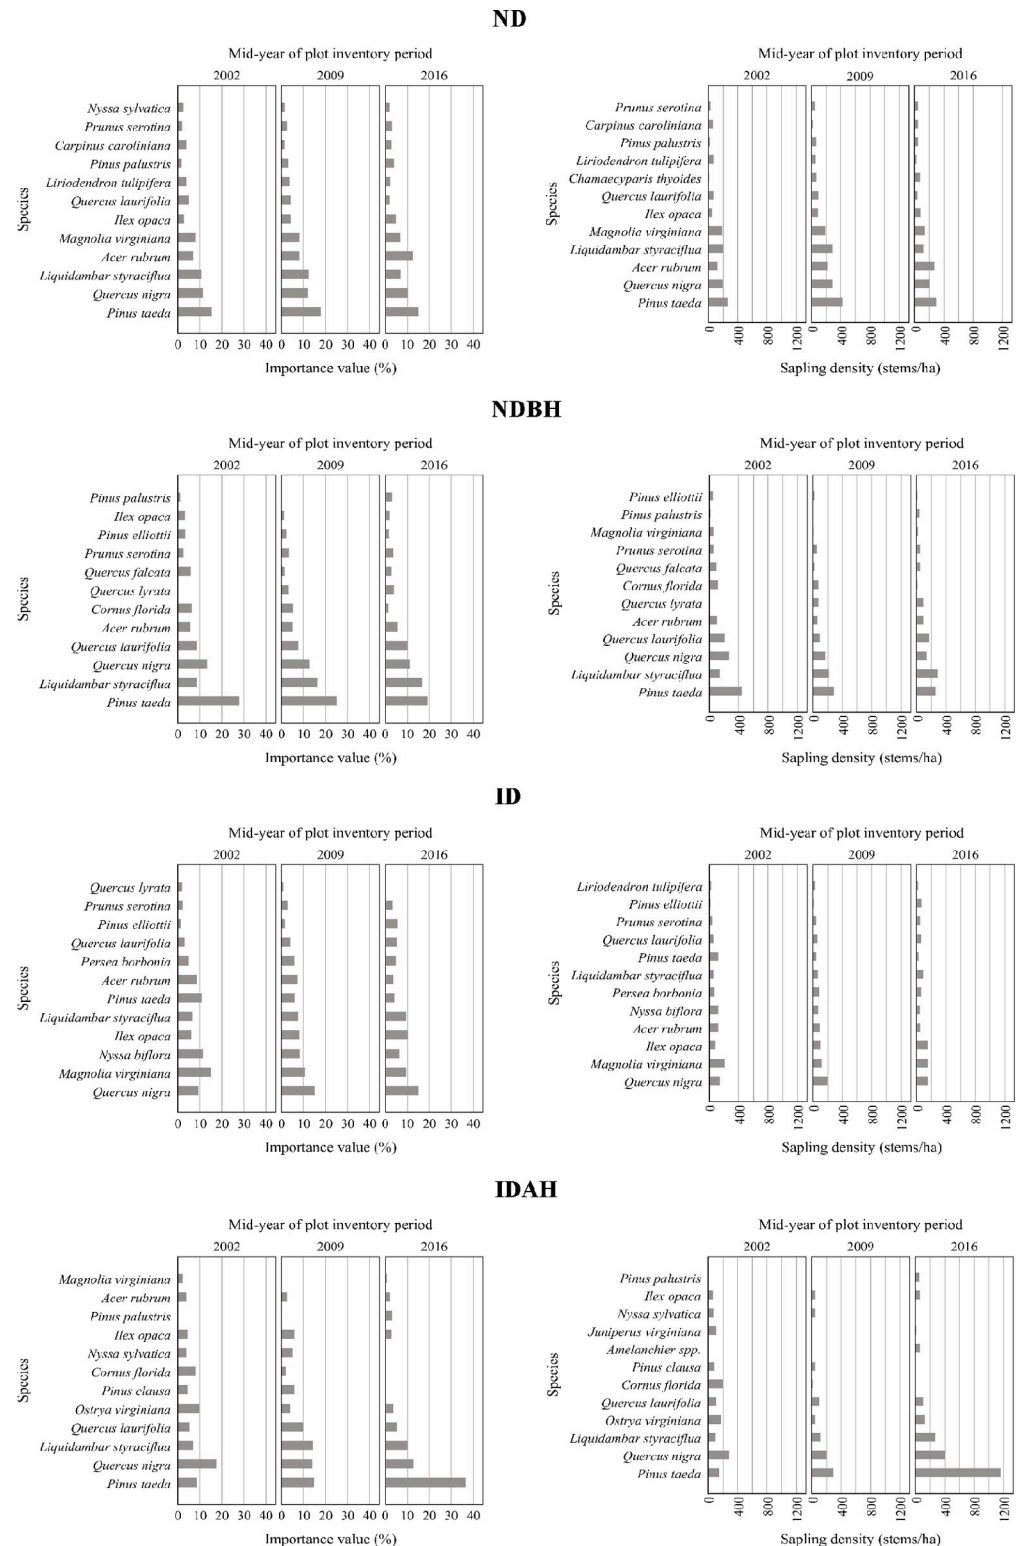 ND
Mid-year of plot inventory period
2002 2009 2016
Species
Nyssa sylvatica
Prunus serotina
Carpinus caroliniana
Pinus palustris
Liriodendron tulipifera
Quercus laurifolia
Ilex opaca
Magnolia virginiana
Acer rubrum
Liquidambar styraciflua
Quercus nigra
Pinus taeda
0 10 20 30 40 0 10 20 30 40 0 10 20 30 40
Importance value (%)
Mid-year of plot inventory period
2002 2009 2016
Species
Prunus serotina
Carpinus caroliniana
Pinus palustris
Liriodendron tulipifera
Chamaecyparis thyoides
Quercus laurifolia
Ilex opaca
Magnolia virginiana
Liquidambar styraciflua
Acer rubrum
Quercus nigra
Pinus taeda
0 400 800 1200 0 400 800 1200 0 400 800 1200
Sapling density (stems/ha)
NDBH
Mid-year of plot inventory period
2002 2009 2016
Species
Pinus palustris
Ilex opaca
Pinus elliottii
Prunus serotina
Quercus falcata
Quercus lyrata
Cornus florida
Acer rubrum
Quercus laurifolia
Quercus nigra
Liquidambar styraciflua
Pinus taeda
0 10 20 30 40 0 10 20 30 40 0 10 20 30 40
Importance value (%)
Mid-year of plot inventory period
2002 2009 2016
Species
Pinus elliottii
Pinus palustris
Magnolia virginiana
Prunus serotina
Quercus falcata
Cornus florida
Quercus lyrata
Acer rubrum
Quercus laurifolia
Quercus nigra
Liquidambar styraciflua
Pinus taeda
0 400 800 1200 0 400 800 1200 0 400 800 1200
Sapling density (stems/ha)
ID
Mid-year of plot inventory period
2002 2009 2016
Species
Quercus lyrata
Prunus serotina
Pinus elliottii
Quercus laurifolia
Persea borbonia
Acer rubrum
Pinus taeda
Liquidambar styraciflua
Ilex opaca
Nyssa biflora
Magnolia virginiana
Quercus nigra
0 10 20 30 40 0 10 20 30 40 0 10 20 30 40
Importance value (%)
Mid-year of plot inventory period
2002 2009 2016
Species
Liriodendron tulipifera
Pinus elliottii
Prunus serotina
Quercus laurifolia
Pinus taeda
Liquidambar styraciflua
Persea borbonia
Nyssa biflora
Acer rubrum
Ilex opaca
Magnolia virginiana
Quercus nigra
0 400 800 1200 0 400 800 1200 0 400 800 1200
Sapling density (stems/ha)
IDAH
Mid-year of plot inventory period
2002 2009 2016
Species
Magnolia virginiana
Acer rubrum
Pinus palustris
Ilex opaca
Nyssa sylvatica
Cornus florida
Pinus clausa
Ostrya virginiana
Quercus laurifolia
Liquidambar styraciflua
Quercus nigra
Pinus taeda
0 10 20 30 40 0 10 20 30 40 0 10 20 30 40
Importance value (%)
Mid-year of plot inventory period
2002 2009 2016
Species
Pinus palustris
Ilex opaca
Nyssa sylvatica
Juniperus virginiana
Amelanchier spp.
Pinus clausa
Cornus florida
Quercus laurifolia
Ostrya virginiana
Liquidambar styraciflua
Quercus nigra
Pinus taeda
0 400 800 1200 0 400 800 1200 0 400 800 1200
Sapling density (stems/ha)